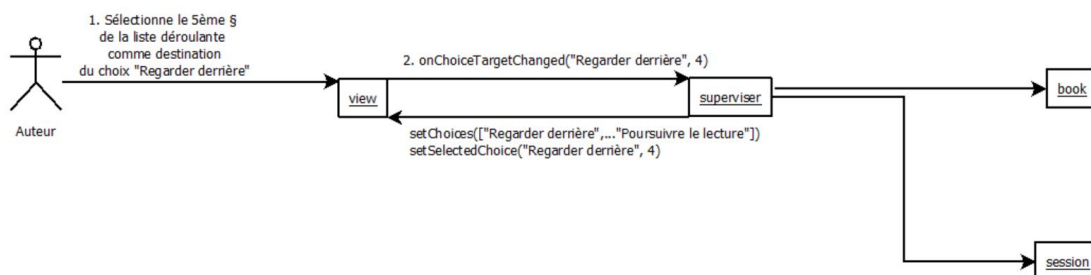 1. Sélectionne le 5ème §
de la liste déroulante
comme destination
du choix "Regarder derrière"
2. onChoiceTargetChanged("Regarder derrière", 4)
view
superviser
book
Auteur
setChoices(["Regarder derrière",..."Poursuivre le lecture"])
setSelectedChoice("Regarder derrière", 4)
session